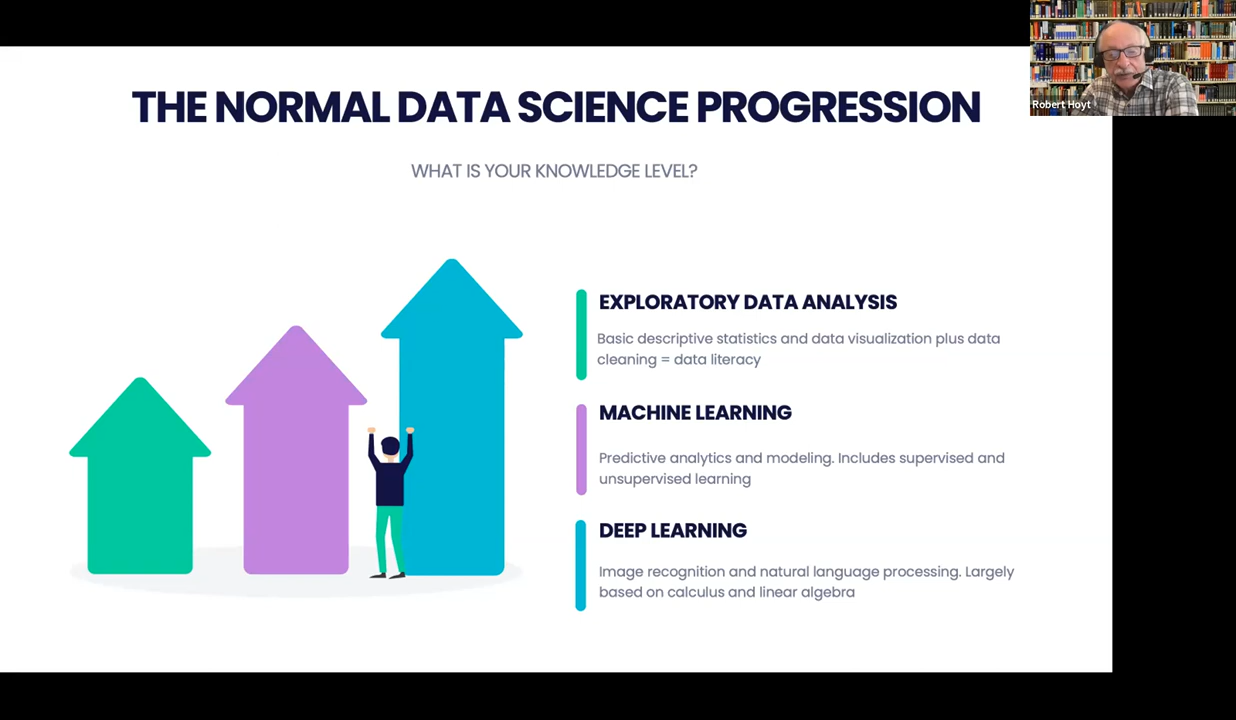 THE NORMAL DATA SCIENCE PROGRESSION
Robert Hoyt
WHAT IS YOUR KNOWLEDGE LEVEL?
EXPLORATORY DATA ANALYSIS
Basic descriptive statistics and data visualization plus data
cleaning = data literacy
MACHINE LEARNING
Predictive analytics and modeling. Includes supervised and
unsupervised learning
DEEP LEARNING
Image recognition and natural language processing. Largely
based on calculus and linear algebra